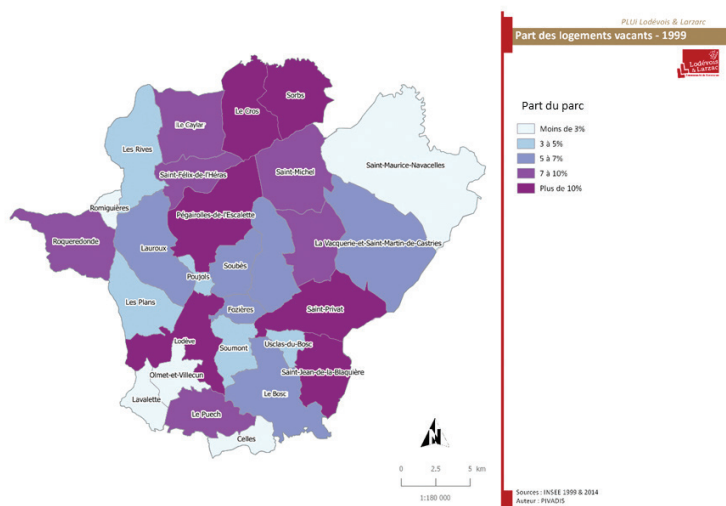 PLUi Lodévois & Larzarc
Part des logements vacants - 1999
Lodévois
& Larzac
Part du parc
Moins de 3%
3 à 5%
5 à 7%
7 à 10%
Plus de 10%
Sorbs
Le Cros
Le Caylar
Les Rives
Saint-Maurice-Navacelles
Saint-Michel
Saint-Félix-de-l'Héras
Romiguières
Pégairolles-de-l'Escalette
Roqueredonde
Lauroux
La Vacquerie-et-Saint-Martin-de-Castries
Soubès
Poujols
Les Plans
Fozières
Saint-Privat
Lodève
Usclas-du-Bosc
Soumont
Saint-Jean-de-la-Blaquière
Olmet-et-Villecun
Le Bosc
Lavalette
Le Puech
Celles
N
0 2,5 5 km
1:180 000
Sources : INSEE 1999 & 2014
Auteur : PIVADIS